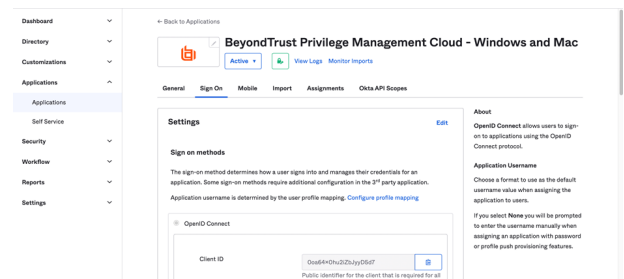 Dashboard
Directory
Customizations
Applications
Applications
Self Service
Security
Workflow
Reports
Settings
← Back to Applications
BeyondTrust Privilege Management Cloud - Windows and Mac
Active
View Logs Monitor Imports
General Sign On Mobile Import Assignments Okta API Scopes
Settings
Edit
Sign on methods
The sign-on method determines how a user signs into and manages their credentials for an
application. Some sign-on methods require additional configuration in the 3rd party application.
Application username is determined by the user profile mapping. Configure profile mapping
OpenID Connect
Client ID
Public identifier for the client that is required for all
About
OpenID Connect allows users to sign-
on to applications using the OpenID
Connect protocol.
Application Username
Choose a format to use as the default
username value when assigning the
application to users.
If you select None you will be prompted
to enter the username manually when
assigning an application with password
or profile push provisioning features.